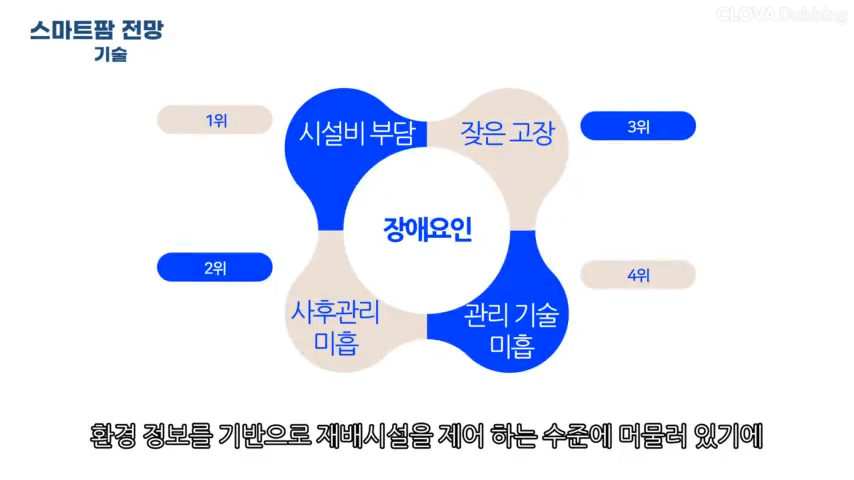 스마트팜 전망
기술
CLOVA Dubbing
1위
시설비 부담
잦은 고장
3위
장애요인
2위
사후관리
미흡
관리 기술
미흡
4위
환경 정보를 기반으로 재배시설을 제어 하는 수준에 머물러 있기에